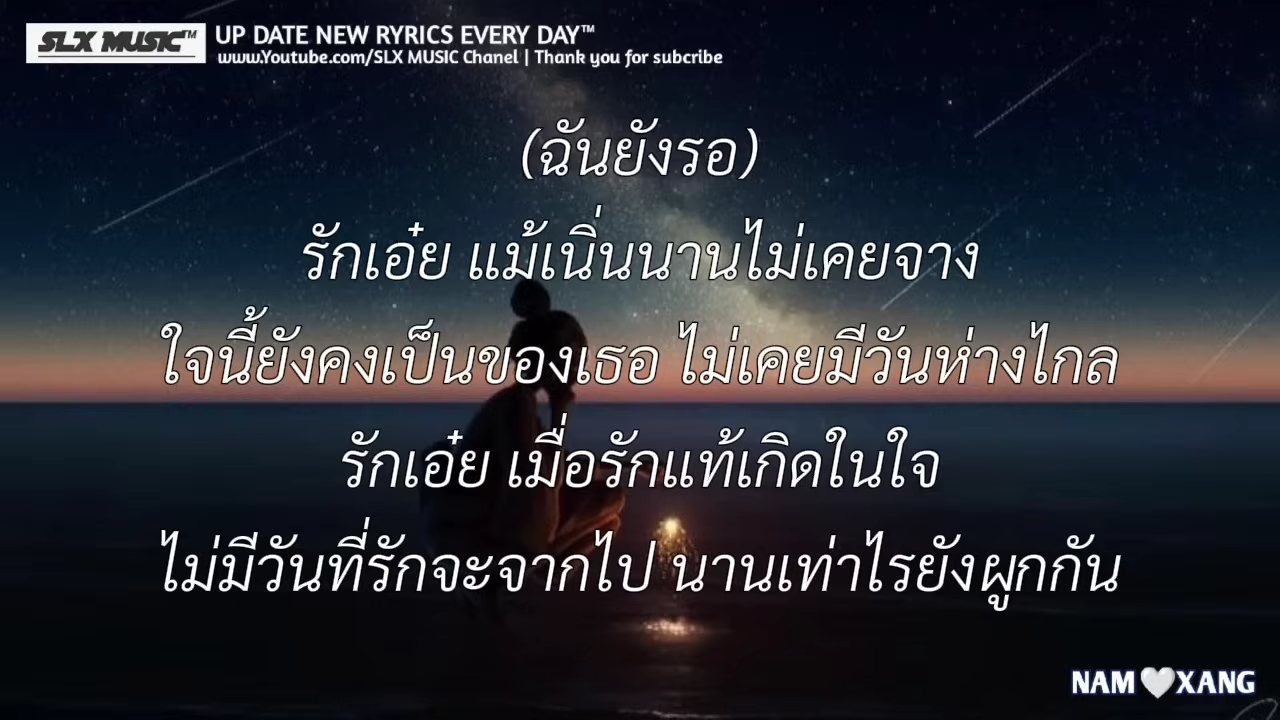 SLX MUSIC™
UP DATE NEW RYRICS EVERY DAY™
www.Youtube.com/SLX MUSIC Chanel | Thank you for subcribe
(ฉันยังรอ)
รักเอ๋ย แม้เนิ่นนานไม่เคยจาง
ใจนี้ยังคงเป็นของเธอ ไม่เคยมีวันห่างไกล
รักเอ๋ย เมื่อรักแท้เกิดในใจ
ไม่มีวันที่รักจะจากไป นานเท่าไรยังผูกกัน
NAM🤍XANG